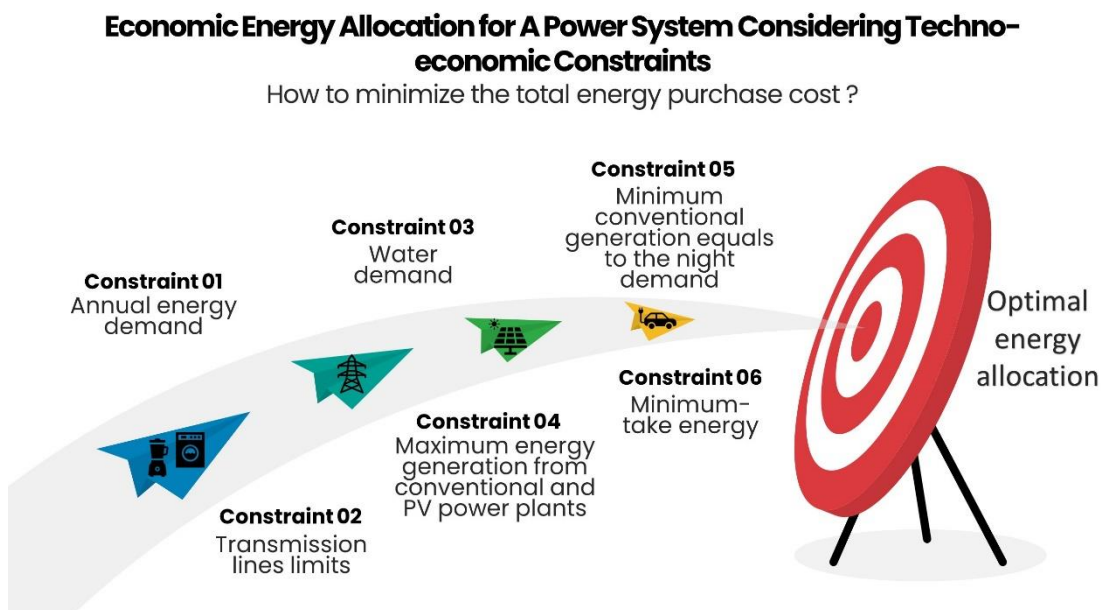 Economic Energy Allocation for A Power System Considering Techno-
economic Constraints
How to minimize the total energy purchase cost ?
Constraint 01
Annual energy
demand
Constraint 02
Transmission
lines limits
Constraint 03
Water
demand
Constraint 04
Maximum energy
generation from
conventional and
PV power plants
Constraint 05
Minimum
conventional
generation equals
to the night
demand
Constraint 06
Minimum-
take energy
Optimal
energy
allocation